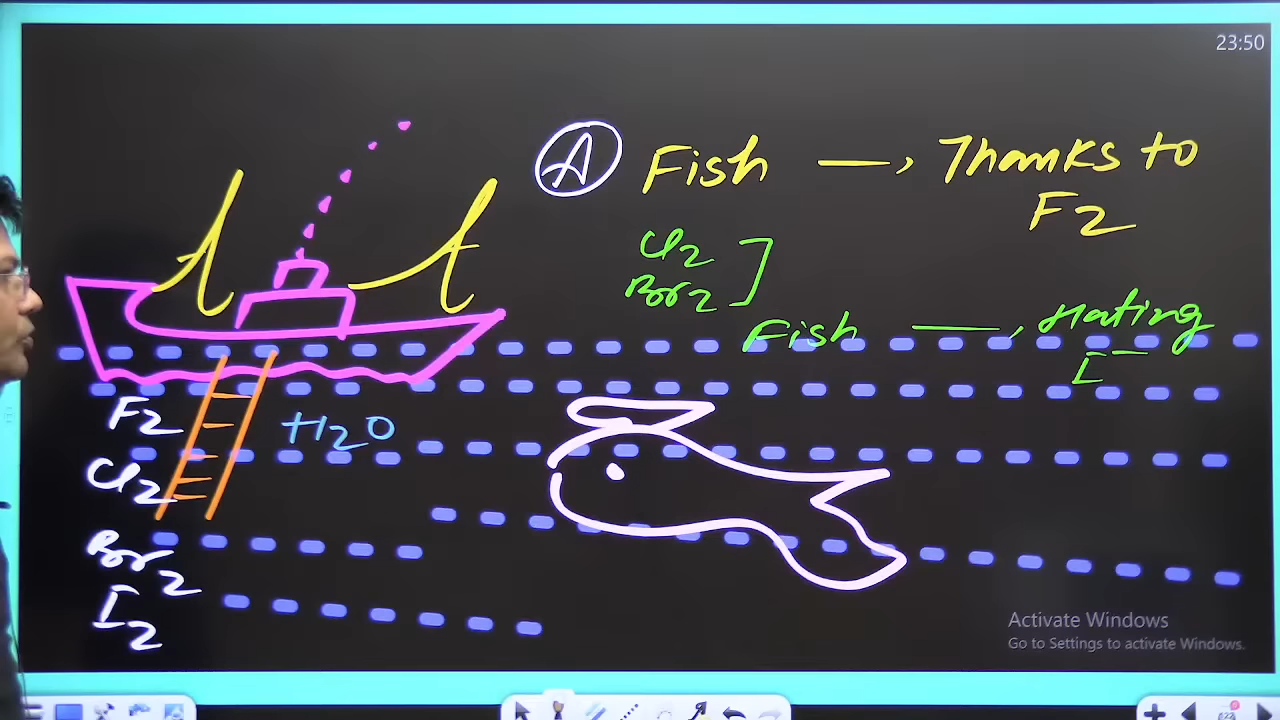 23:50
A Fish → Thanks to
F2
Cl2
Br2
Fish → Hating
I-
F2
H2O
Cl2
Br2
I2
Activate Windows
Go to Settings to activate Windows.